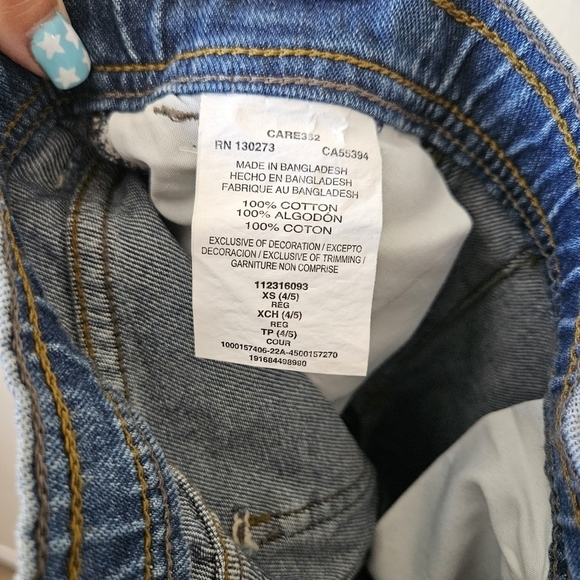 CARE332
RN 130273 CA55394
MADE IN BANGLADESH
HECHO EN BANGLADESH
FABRIQUE AU BANGLADESH
100% COTTON
100% ALGODÓN
100% COTON
EXCLUSIVE OF DECORATION / EXCEPTO
DECORACION / EXCLUSIVE OF TRIMMING /
GARNITURE NON COMPRISE
112316093
XS (4/5)
REG
XCH (4/5)
REG
TP (4/5)
COUR
1000157406-22A-4500157270
191684498980